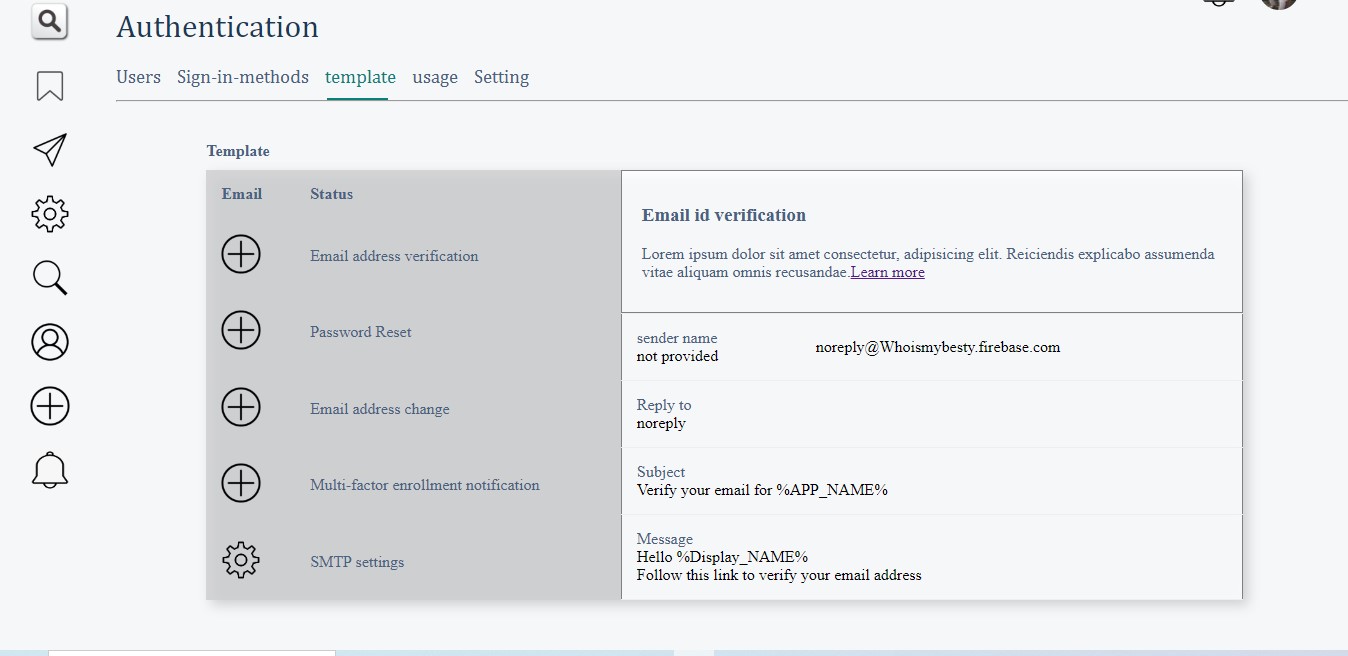 Authentication
Users Sign-in-methods template usage Setting
Template
Email Status
Email address verification
Password Reset
Email address change
Multi-factor enrollment notification
SMTP settings
Email id verification
Lorem ipsum dolor sit amet consectetur, adipisicing elit. Reiciendis explicabo assumenda
vitae aliquam omnis recusandae.Learn more
sender name
not provided
noreply@Whoismybesty.firebase.com
Reply to
noreply
Subject
Verify your email for %APP_NAME%
Message
Hello %Display_NAME%
Follow this link to verify your email address